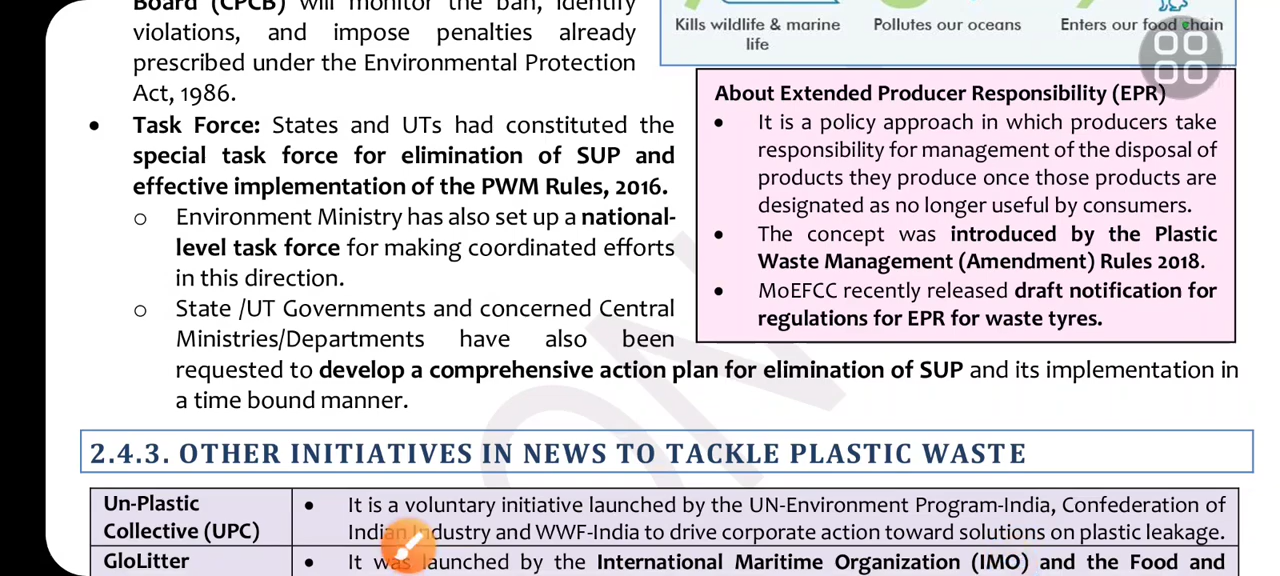 Board (CPCB) will monitor the ban, identify
violations, and impose penalties already
prescribed under the Environmental Protection
Act, 1986.
• Task Force: States and UTs had constituted the
special task force for elimination of SUP and
effective implementation of the PWM Rules, 2016.
o Environment Ministry has also set up a national-
level task force for making coordinated efforts
in this direction.
o State /UT Governments and concerned Central
Ministries/Departments have also been
requested to develop a comprehensive action plan for elimination of SUP and its implementation in
a time bound manner.
Kills wildlife & marine
life
Pollutes our oceans
Enters our food chain
About Extended Producer Responsibility (EPR)
• It is a policy approach in which producers take
responsibility for management of the disposal of
products they produce once those products are
designated as no longer useful by consumers.
• The concept was introduced by the Plastic
Waste Management (Amendment) Rules 2018.
• MoEFCC recently released draft notification for
regulations for EPR for waste tyres.
2.4.3. OTHER INITIATIVES IN NEWS TO TACKLE PLASTIC WASTE
Un-Plastic
Collective (UPC)
• It is a voluntary initiative launched by the UN-Environment Program-India, Confederation of
Indian Industry and WWF-India to drive corporate action toward solutions on plastic leakage.
GloLitter
• It was launched by the International Maritime Organization (IMO) and the Food and